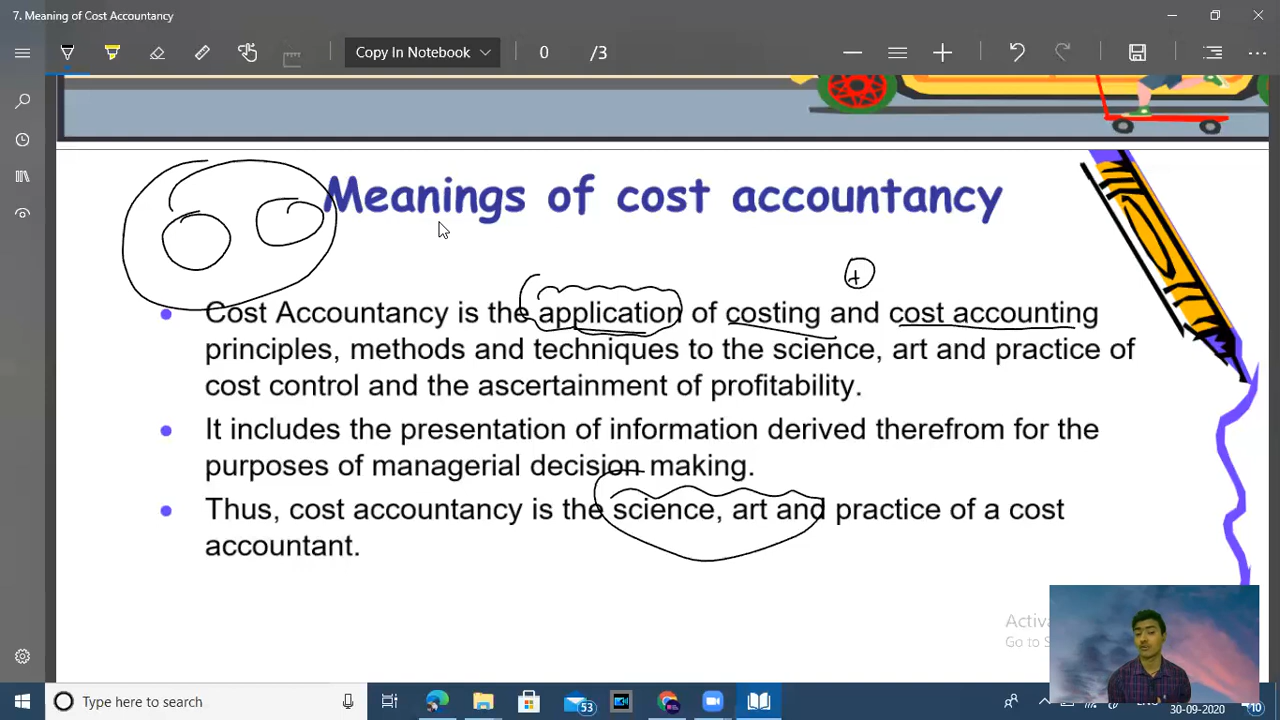 7. Meaning of Cost Accountancy
Copy In Notebook
0 /3
Meanings of cost accountancy
+
Cost Accountancy is the application of costing and cost accounting
principles, methods and techniques to the science, art and practice of
cost control and the ascertainment of profitability.
It includes the presentation of information derived therefrom for the
purposes of managerial decision making.
Thus, cost accountancy is the science, art and practice of a cost
accountant.
Go to S
Type here to search
53
30-09-2020
10